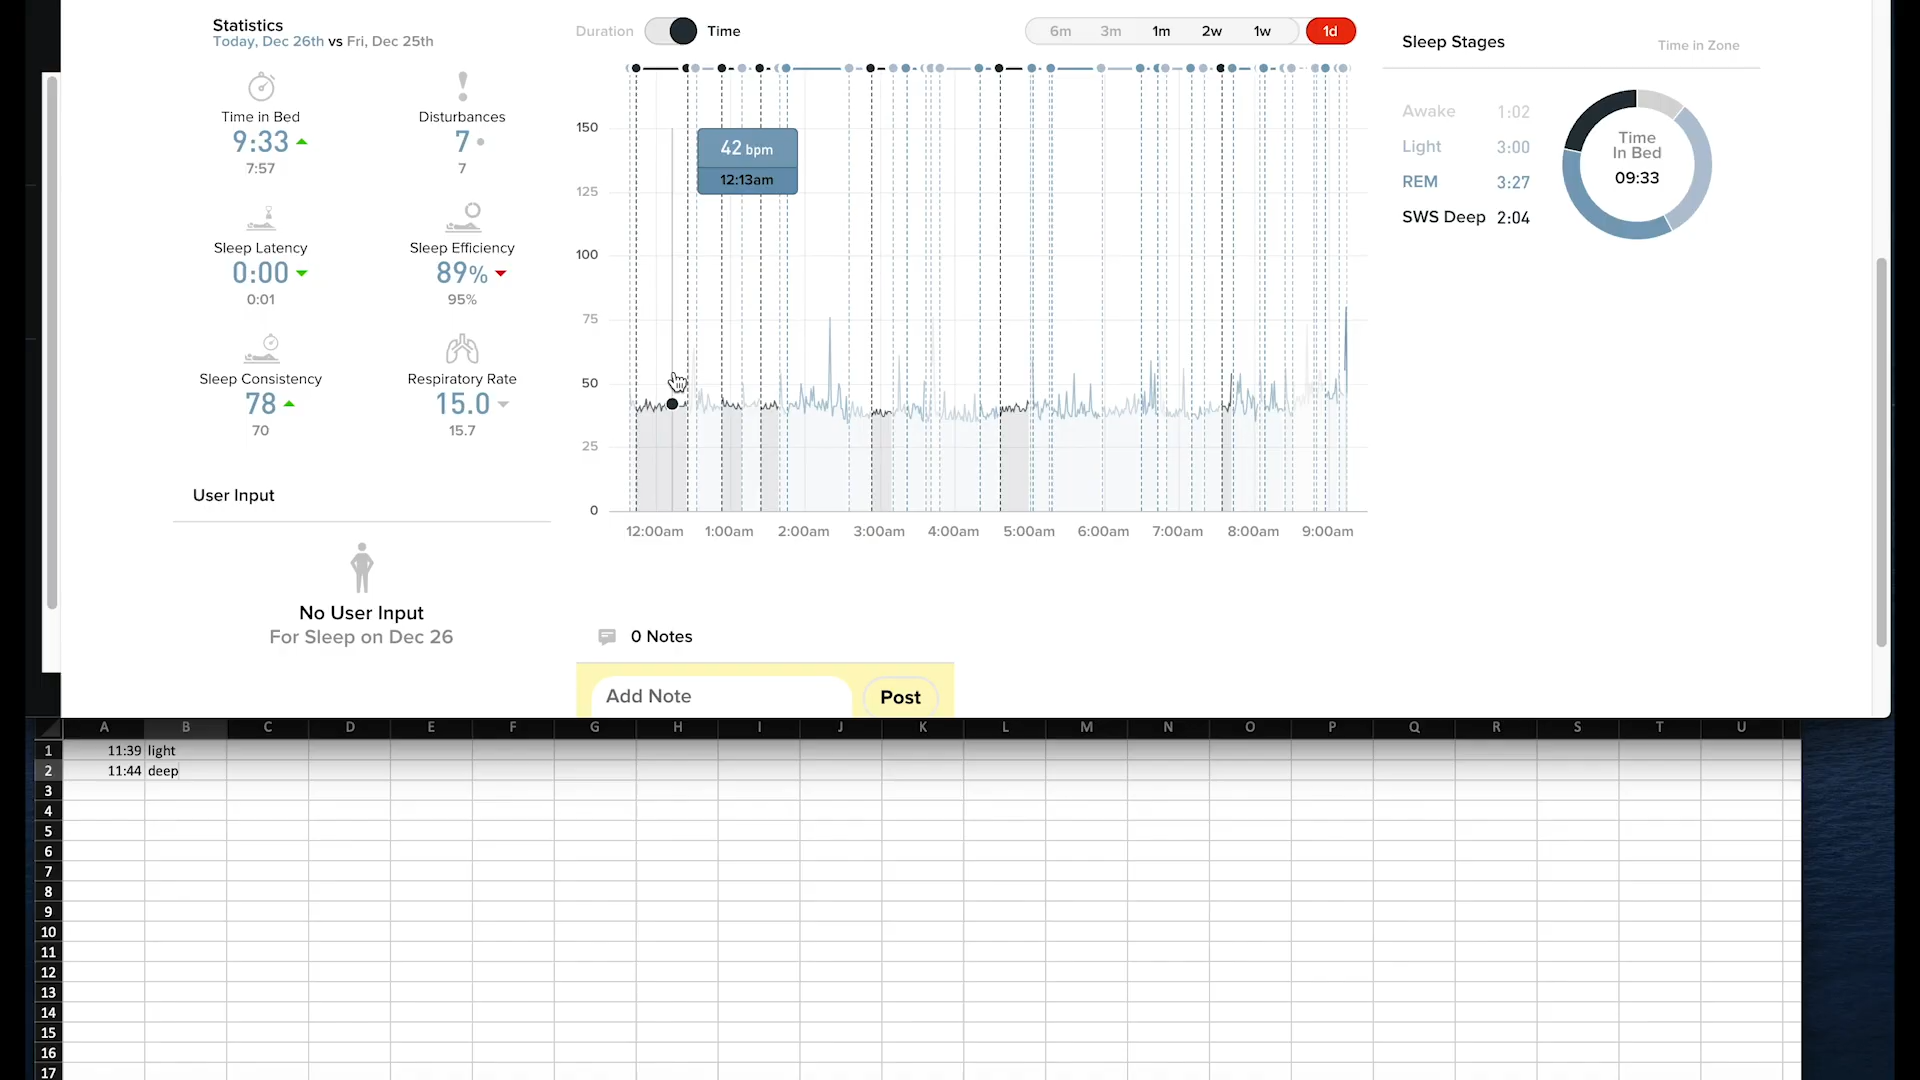 Statistics
Today, Dec 26th vs Fri, Dec 25th
Time in Bed
9:33
7:57
Disturbances
7
7
Sleep Latency
0:00
0:01
Sleep Efficiency
89%
95%
Sleep Consistency
78
70
Respiratory Rate
15.0
15.7
User Input
No User Input
For Sleep on Dec 26
Duration Time
6m 3m 1m 2w 1w 1d
150
125
100
75
50
25
0
42 bpm
12:13am
12:00am 1:00am 2:00am 3:00am 4:00am 5:00am 6:00am 7:00am 8:00am 9:00am
0 Notes
Add Note Post
Sleep Stages Time in Zone
Awake 1:02
Light 3:00
REM 3:27
SWS Deep 2:04
Time
In Bed
09:33
A B C D E F G H I J K L M N O P Q R S T U
1 11:39 light
2 11:44 deep
3
4
5
6
7
8
9
10
11
12
13
14
15
16
17